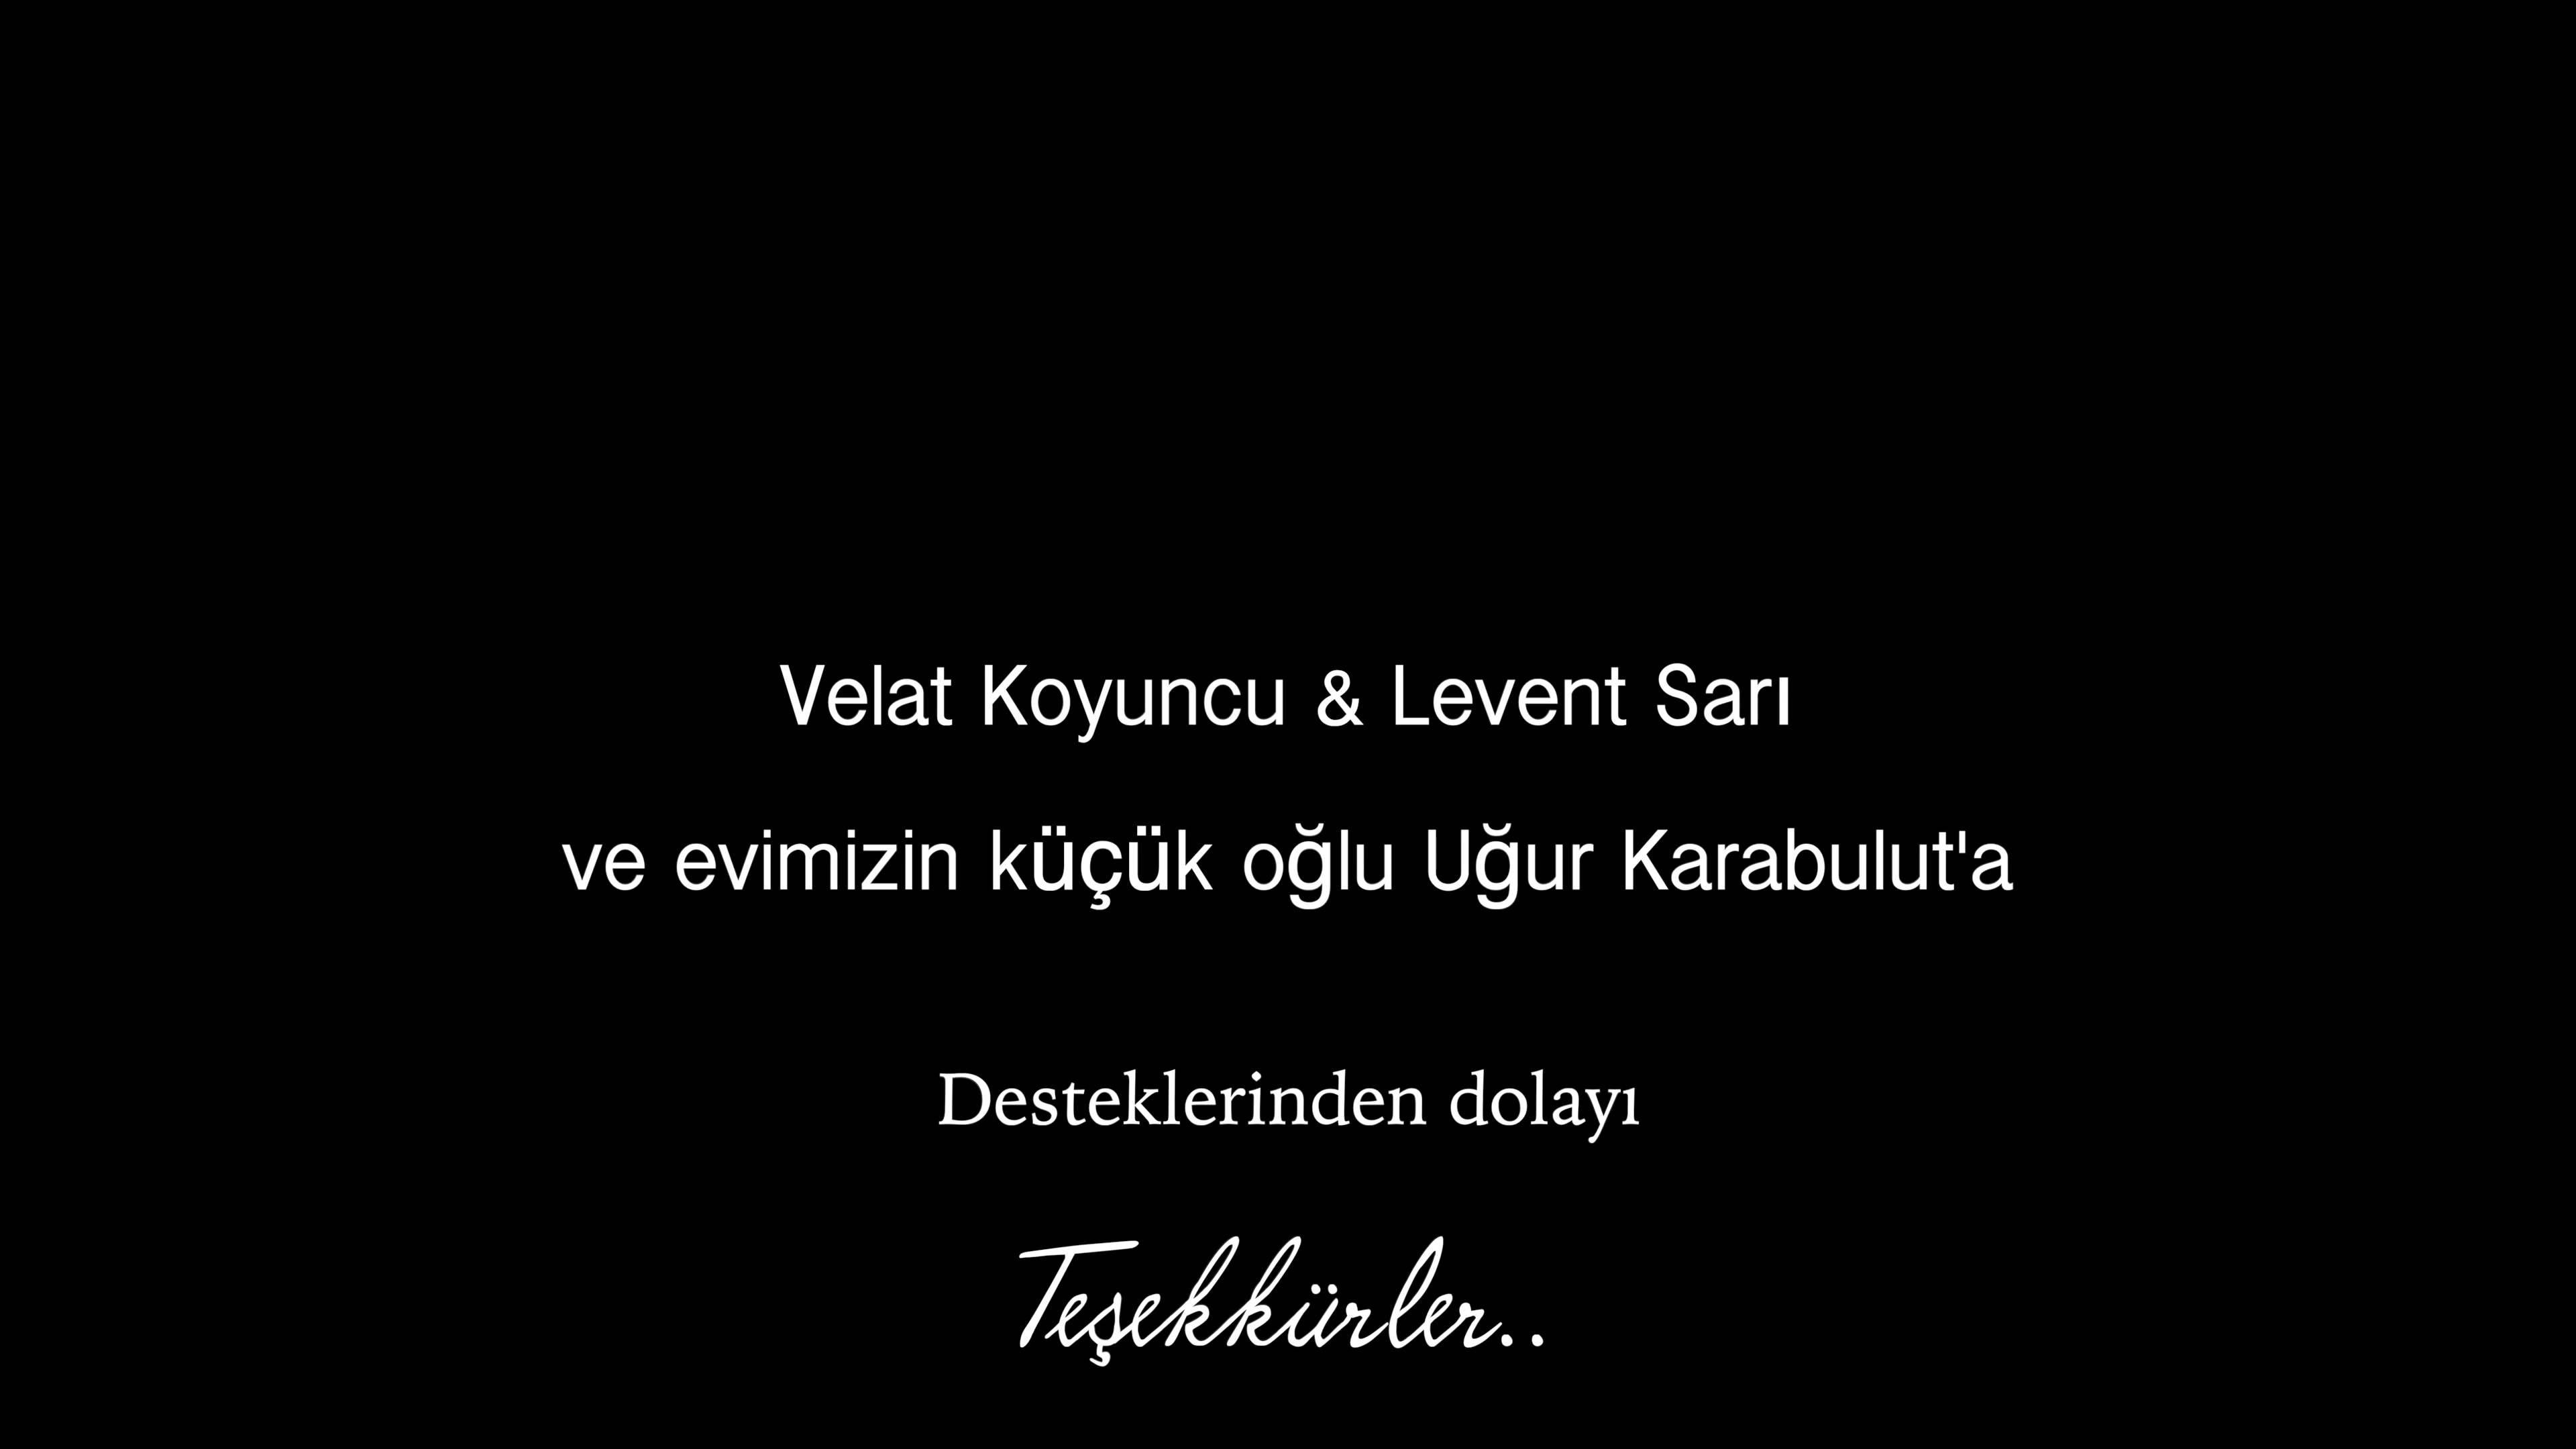 Velat Koyuncu & Levent Sarı
ve evimizin küçük oğlu Uğur Karabulut'a
Desteklerinden dolayı
Teşekkürler..